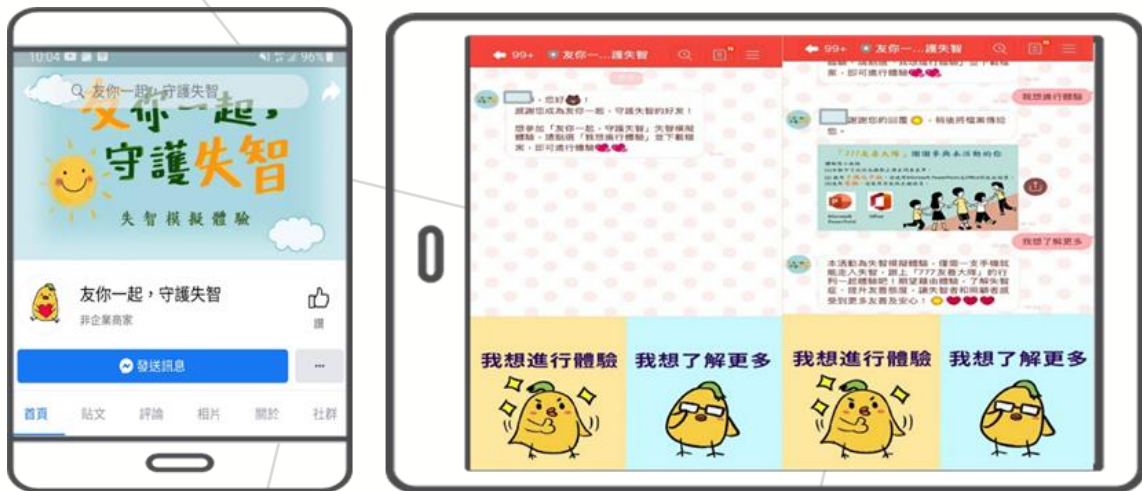 10:04
96%
友你一起，守護失智
友你一起，
守護失智
失智模擬體驗
友你一起，守護失智
非企業商家
讚
發送訊息
首頁
貼文
評論
相片
關於
社群
99+
友你一...護失智
，您好！
感謝您成為友你一起，守護失智的好友！
想參加「友你一起，守護失智」失智模擬
體驗，請點選「我想進行體驗」並下載檔
案，即可進行體驗
我想進行體驗
我想了解更多
99+
友你一...護失智
案，即可進行體驗
我想進行體驗
謝謝您的回覆，稍後將檔案傳給
您。
「777友善大隊」謝謝參與本活動的你
Microsoft
PowerPoint
Office
我想了解更多
本活動為失智模擬體驗，僅需一支手機就
能走入失智，跟上「777友善大隊」的行
列一起體驗吧！期望藉由體驗，了解失智
症、提升友善態度，讓失智者和照顧者感
受到更多友善及安心！
我想進行體驗
我想了解更多